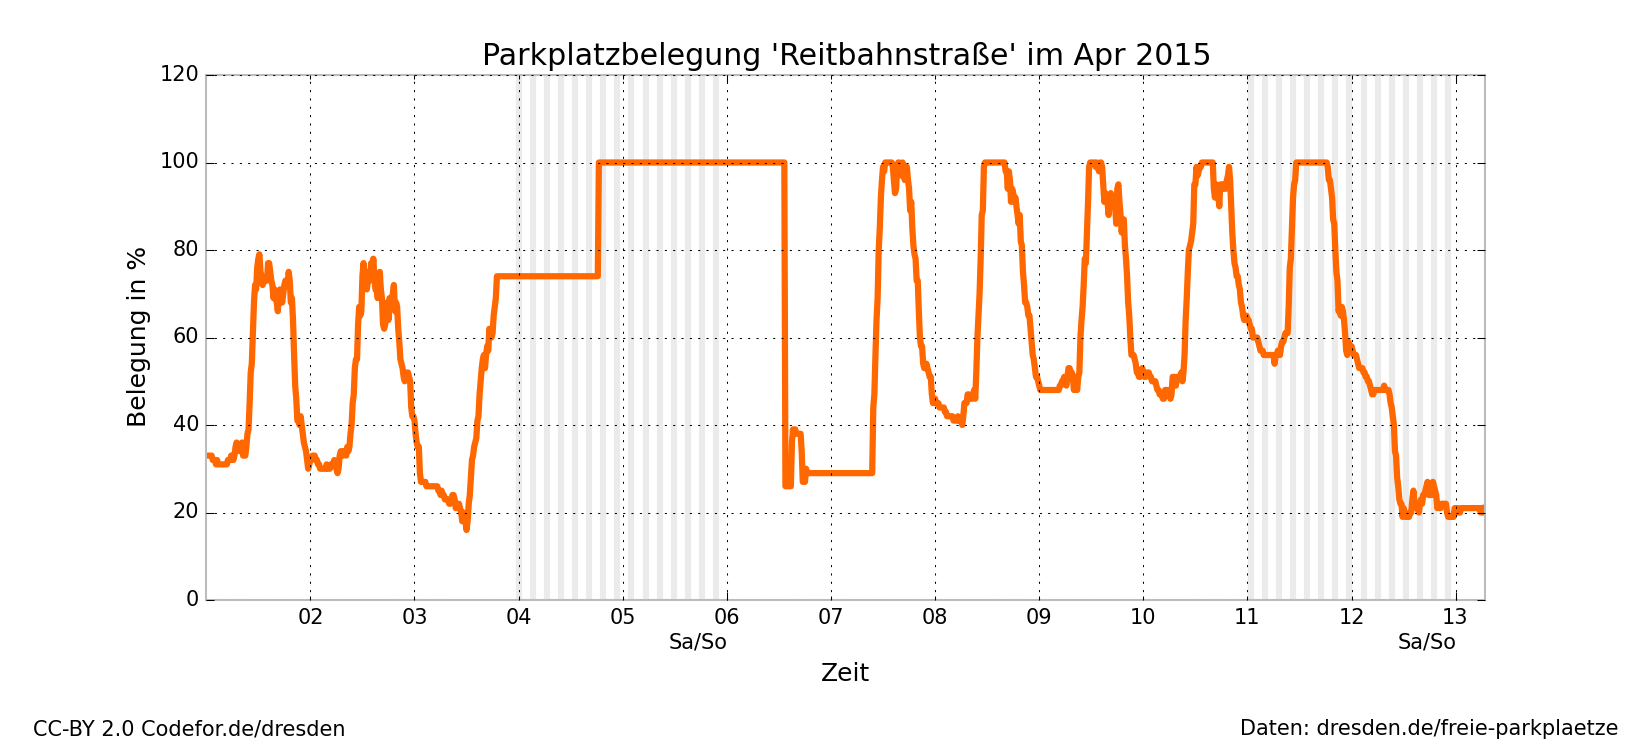 Parkplatzbelegung 'Reitbahnstraße' im Apr 2015
120
100
80
60
40
20
0
Belegung in %
02 03 04 05 06 07 08 09 10 11 12 13
Sa/So Sa/So
Zeit
CC-BY 2.0 Codefor.de/dresden
Daten: dresden.de/freie-parkplaetze